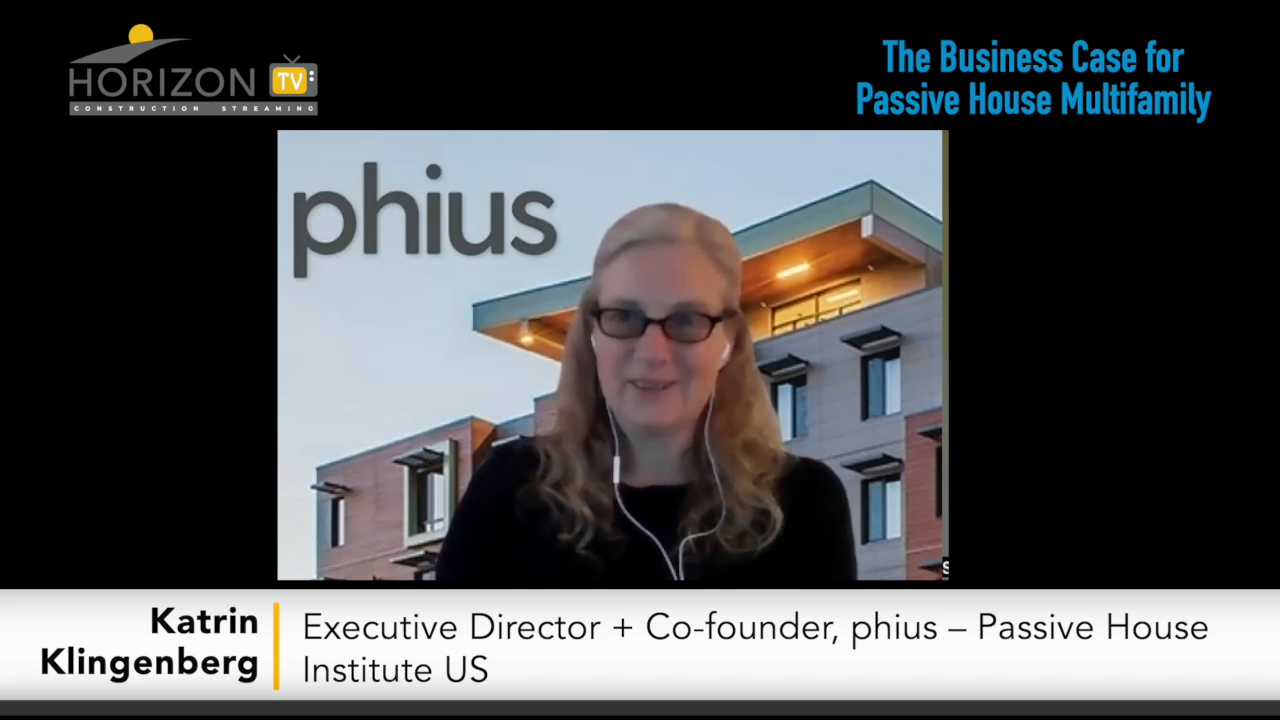 HORIZON TV:
CONSTRUCTION STREAMING
The Business Case for
Passive House Multifamily
phius
Katrin
Klingenberg
Executive Director + Co-founder, phius – Passive House
Institute US